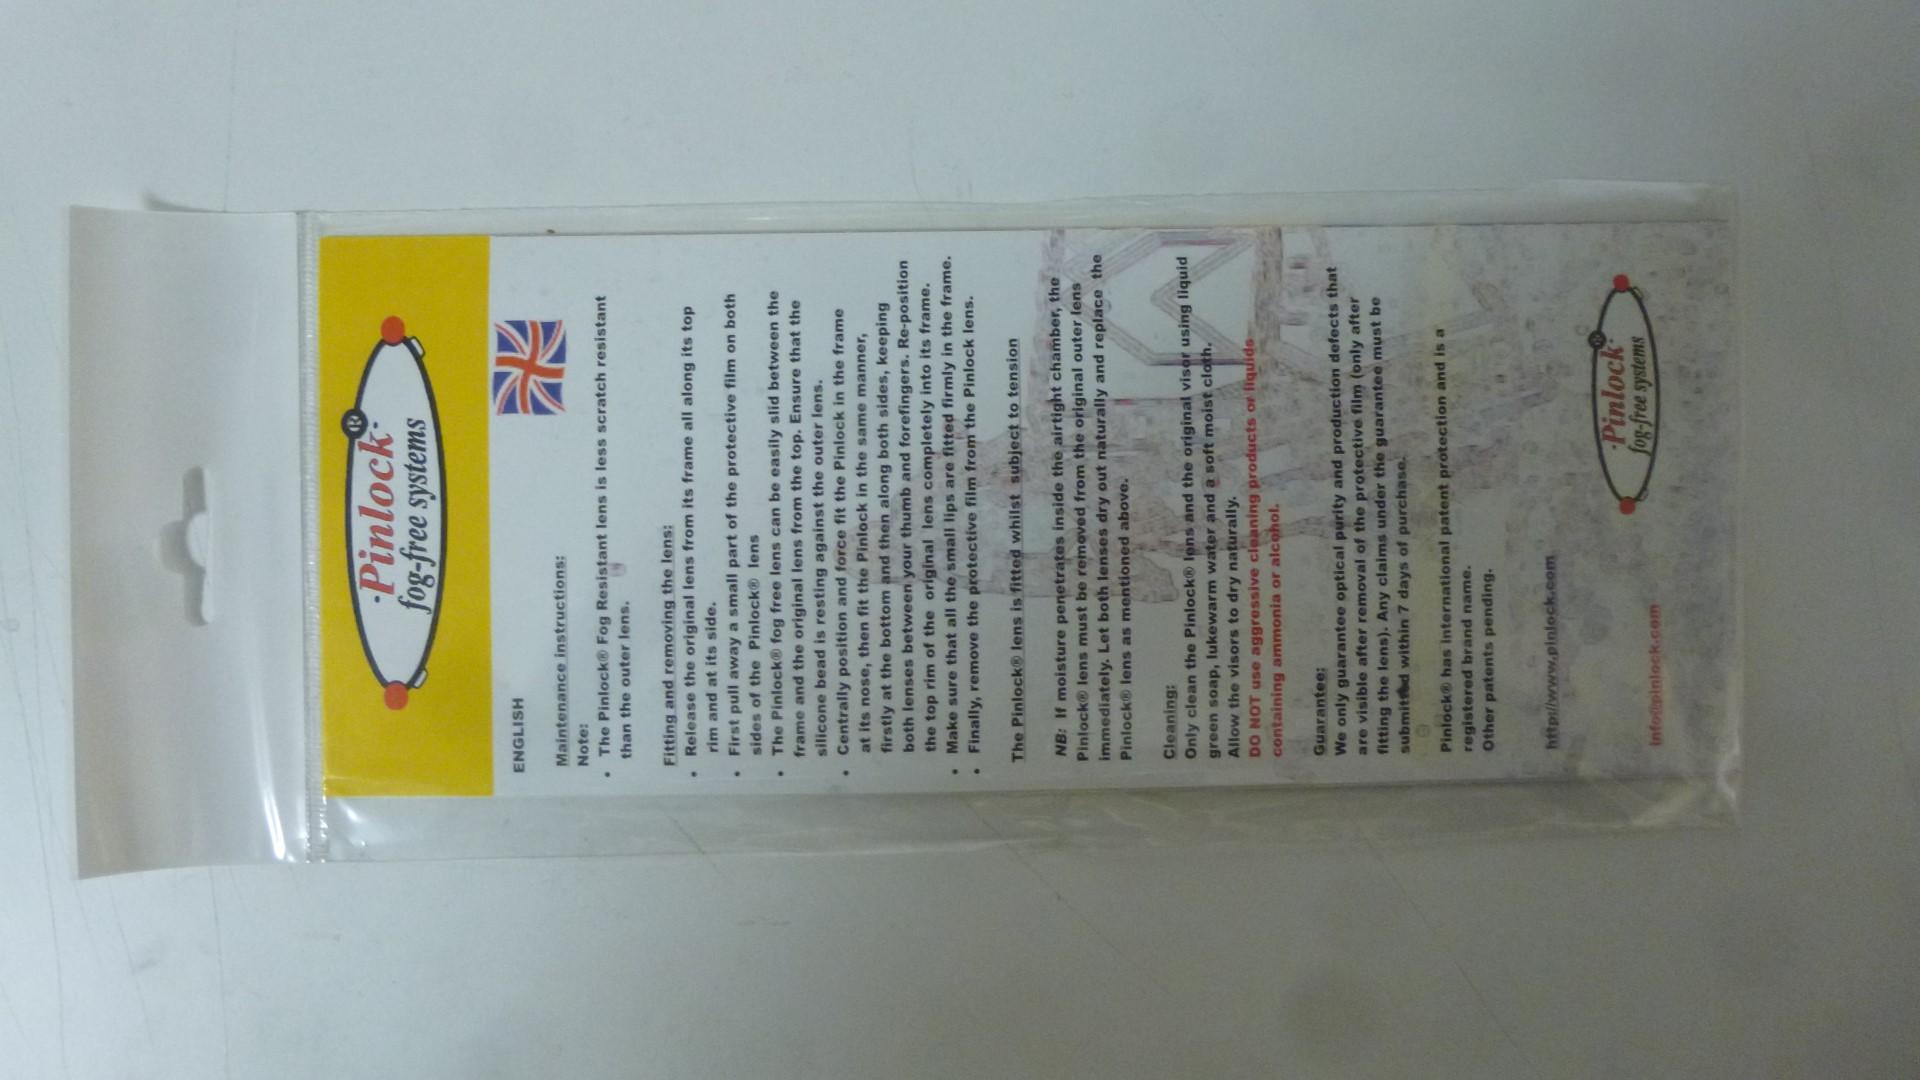 ·Pinlock·®
fog-free systems
ENGLISH
Maintenance instructions:
Note:
• The Pinlock® Fog Resistant lens is less scratch resistant
than the outer lens.
Fitting and removing the lens:
• Release the original lens from its frame all along its top
rim and at its side.
• First pull away a small part of the protective film on both
sides of the Pinlock® lens
• The Pinlock® fog free lens can be easily slid between the
frame and the original lens from the top. Ensure that the
silicone bead is resting against the outer lens.
• Centrally position and force fit the Pinlock in the frame
at its nose, then fit the Pinlock in the same manner,
firstly at the bottom and then along both sides, keeping
both lenses between your thumb and forefingers. Re-position
the top rim of the original lens completely into its frame.
• Make sure that all the small lips are fitted firmly in the frame.
• Finally, remove the protective film from the Pinlock lens.
The Pinlock® lens is fitted whilst subject to tension
NB: If moisture penetrates inside the airtight chamber, the
Pinlock® lens must be removed from the original outer lens
immediately. Let both lenses dry out naturally and replace the
Pinlock® lens as mentioned above.
Cleaning:
Only clean the Pinlock® lens and the original visor using liquid
green soap, lukewarm water and a soft moist cloth.
Allow the visors to dry naturally.
DO NOT use aggressive cleaning products or liquids
containing ammonia or alcohol.
Guarantee:
We only guarantee optical purity and production defects that
are visible after removal of the protective film (only after
fitting the lens). Any claims under the guarantee must be
submitted within 7 days of purchase.
Pinlock® has international patent protection and is a
registered brand name.
Other patents pending.
http://www.pinlock.com
info@pinlock.com
·Pinlock·®
fog-free systems